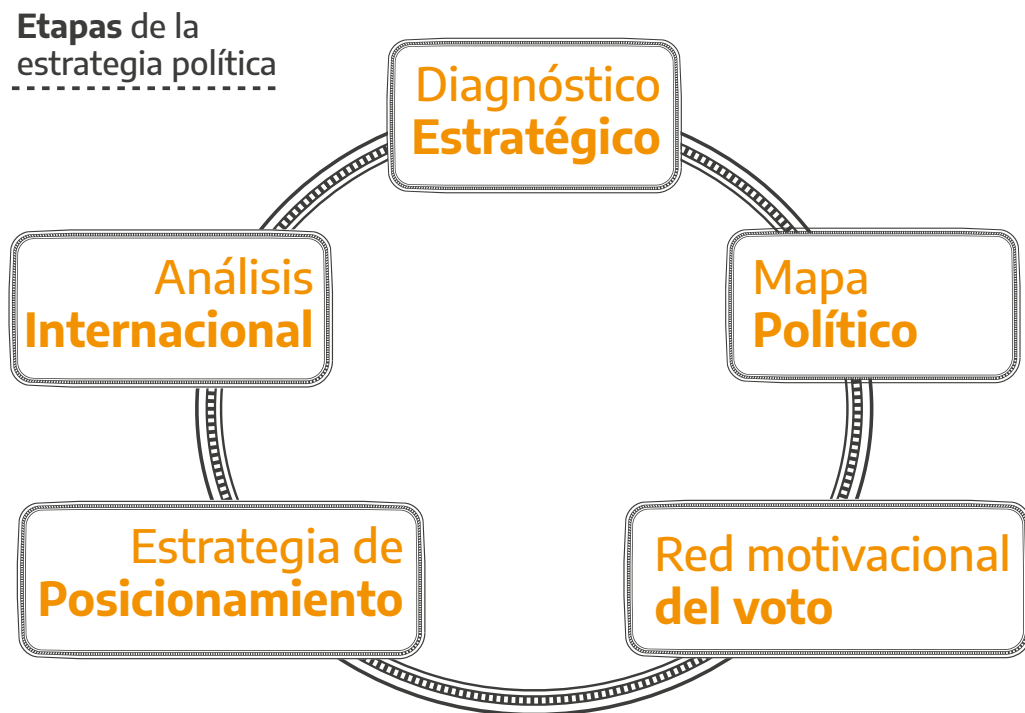 Etapas de la
estrategia política
Diagnóstico
Estratégico
Análisis
Internacional
Mapa
Político
Estrategia de
Posicionamiento
Red motivacional
del voto